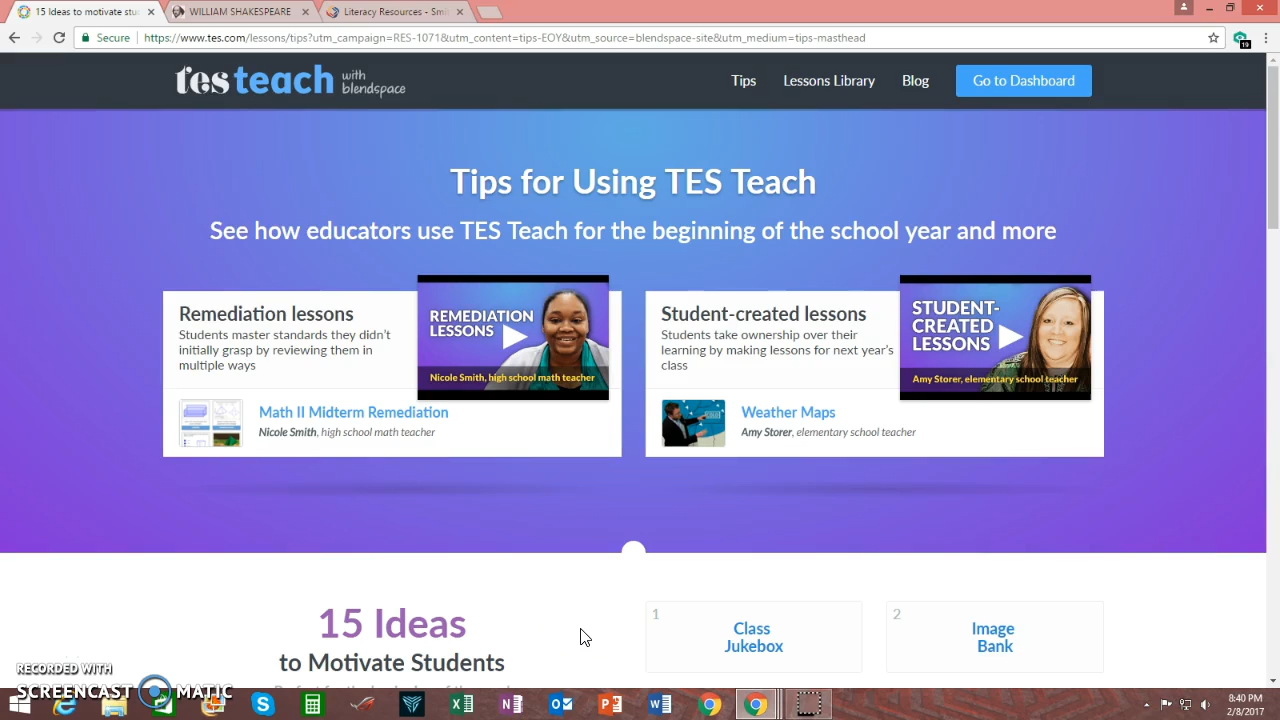 15 Ideas to motivate stud
WILLIAM SHAKESPEARE
Literacy Resources - Smi
Secure
https://www.tes.com/lessons/tips?utm_campaign=RES-1071&utm_content=tips-EOY&utm_source=blendspace-site&utm_medium=tips-masthead
19
tes teach with blendspace
Tips
Lessons Library
Blog
Go to Dashboard
Tips for Using TES Teach
See how educators use TES Teach for the beginning of the school year and more
Remediation lessons
Students master standards they didn't
initially grasp by reviewing them in
multiple ways
REMEDIATION
LESSONS
Nicole Smith, high school math teacher
Math II Midterm Remediation
Nicole Smith, high school math teacher
Student-created lessons
Students take ownership over their
learning by making lessons for next year's
class
STUDENT-
CREATED
LESSONS
Amy Storer, elementary school teacher
Weather Maps
Amy Storer, elementary school teacher
15 Ideas
to Motivate Students
1
Class
Jukebox
2
Image
Bank
RECORDED WITH
SCREENCAST MATIC
8:40 PM
2/8/2017